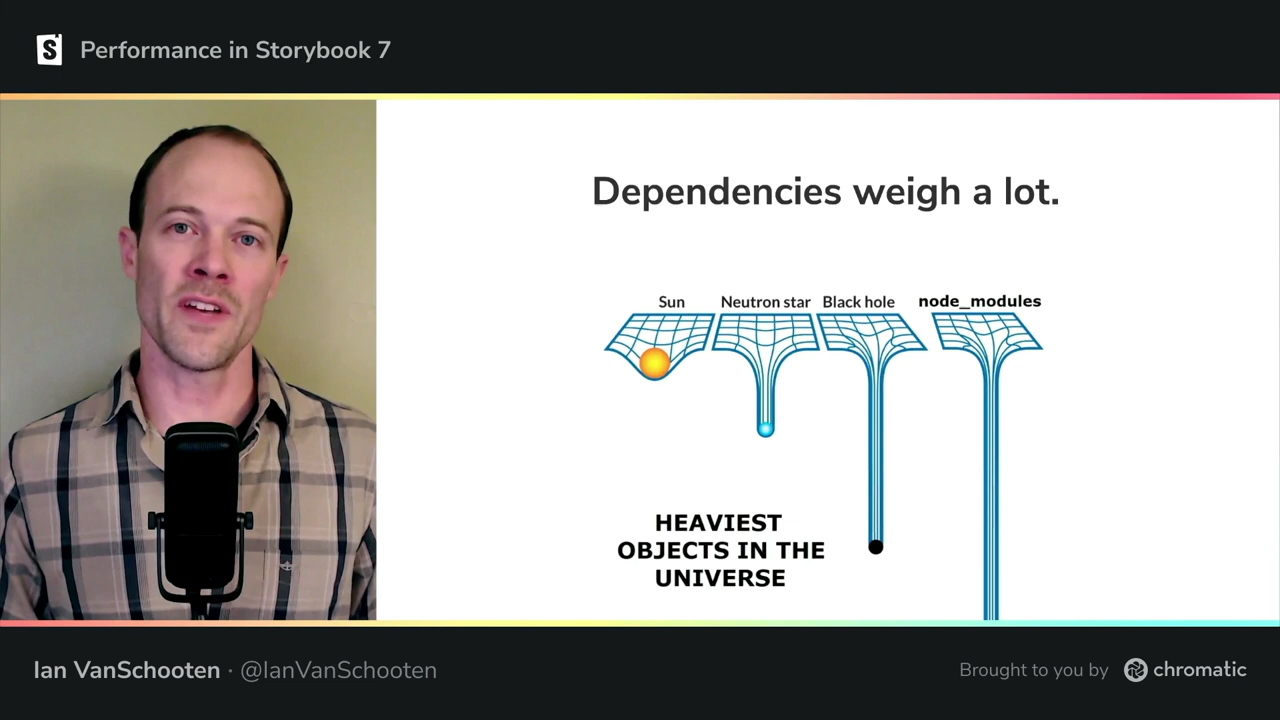 S Performance in Storybook 7
Dependencies weigh a lot.
Sun Neutron star Black hole node_modules
HEAVIEST
OBJECTS IN THE
UNIVERSE
Ian VanSchooten · @IanVanSchooten
Brought to you by chromatic